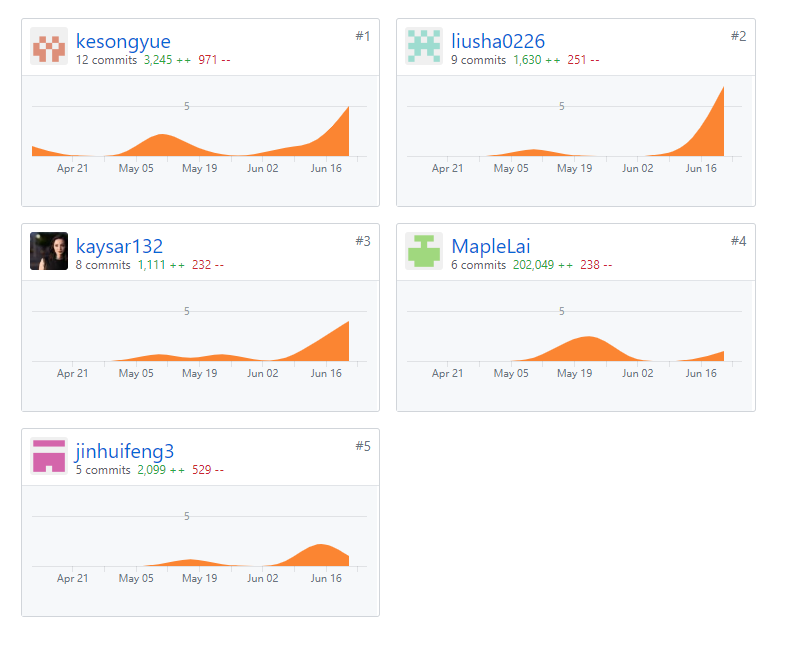 kesongyue #1
12 commits 3,245 ++ 971 --
5
Apr 21 May 05 May 19 Jun 02 Jun 16
liusha0226 #2
9 commits 1,630 ++ 251 --
5
Apr 21 May 05 May 19 Jun 02 Jun 16
kaysar132 #3
8 commits 1,111 ++ 232 --
5
Apr 21 May 05 May 19 Jun 02 Jun 16
MapleLai #4
6 commits 202,049 ++ 238 --
5
Apr 21 May 05 May 19 Jun 02 Jun 16
jinhuifeng3 #5
5 commits 2,099 ++ 529 --
5
Apr 21 May 05 May 19 Jun 02 Jun 16